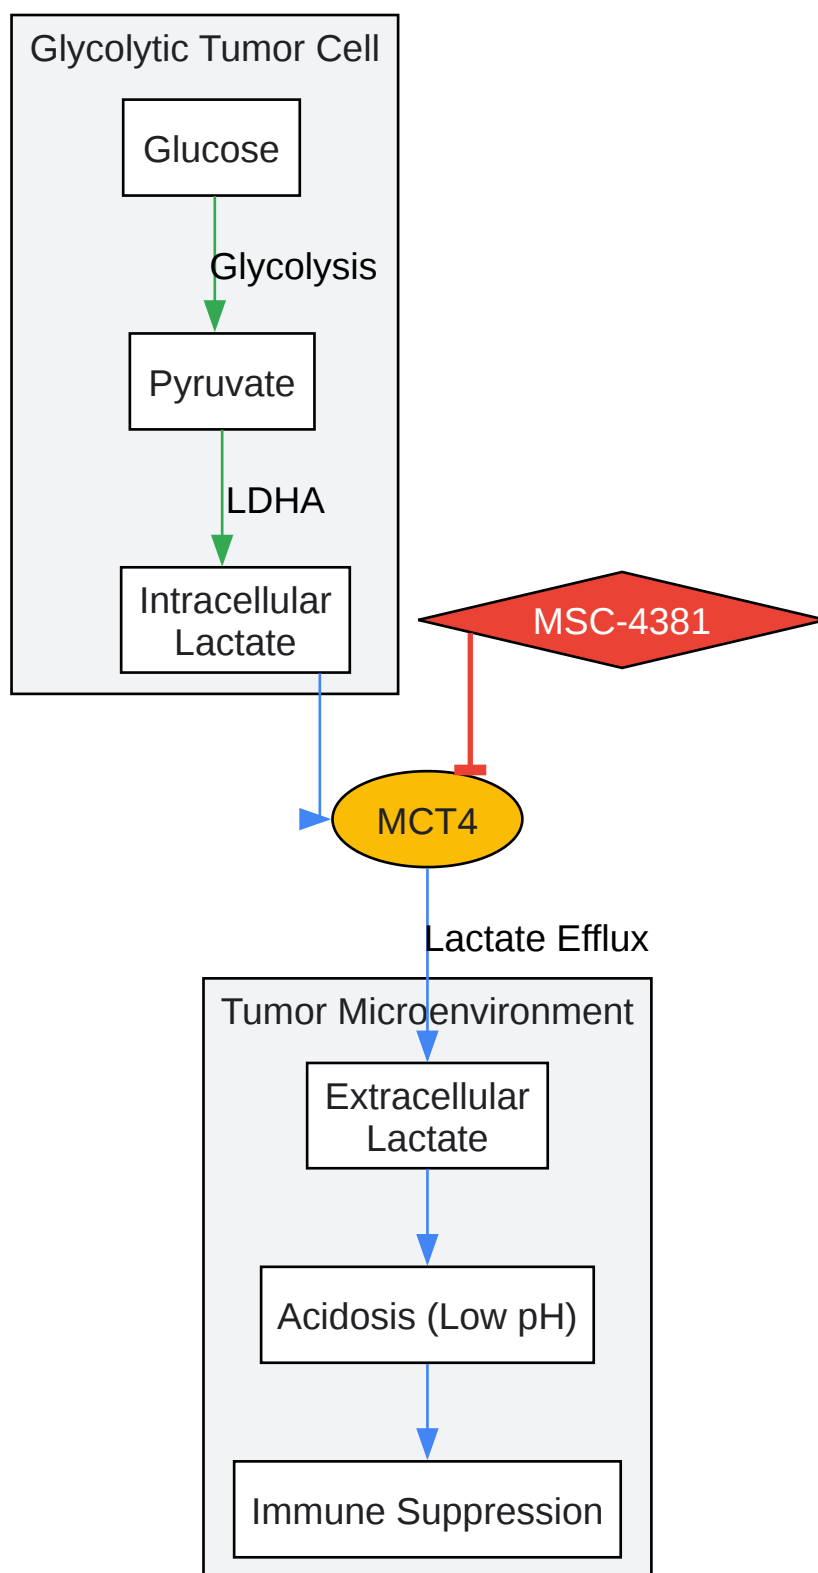 Glycolytic Tumor Cell
Glucose
Glycolysis
Pyruvate
LDHA
Intracellular
Lactate
MSC-4381
MCT4
Lactate Efflux
Tumor Microenvironment
Extracellular
Lactate
Acidosis (Low pH)
Immune Suppression